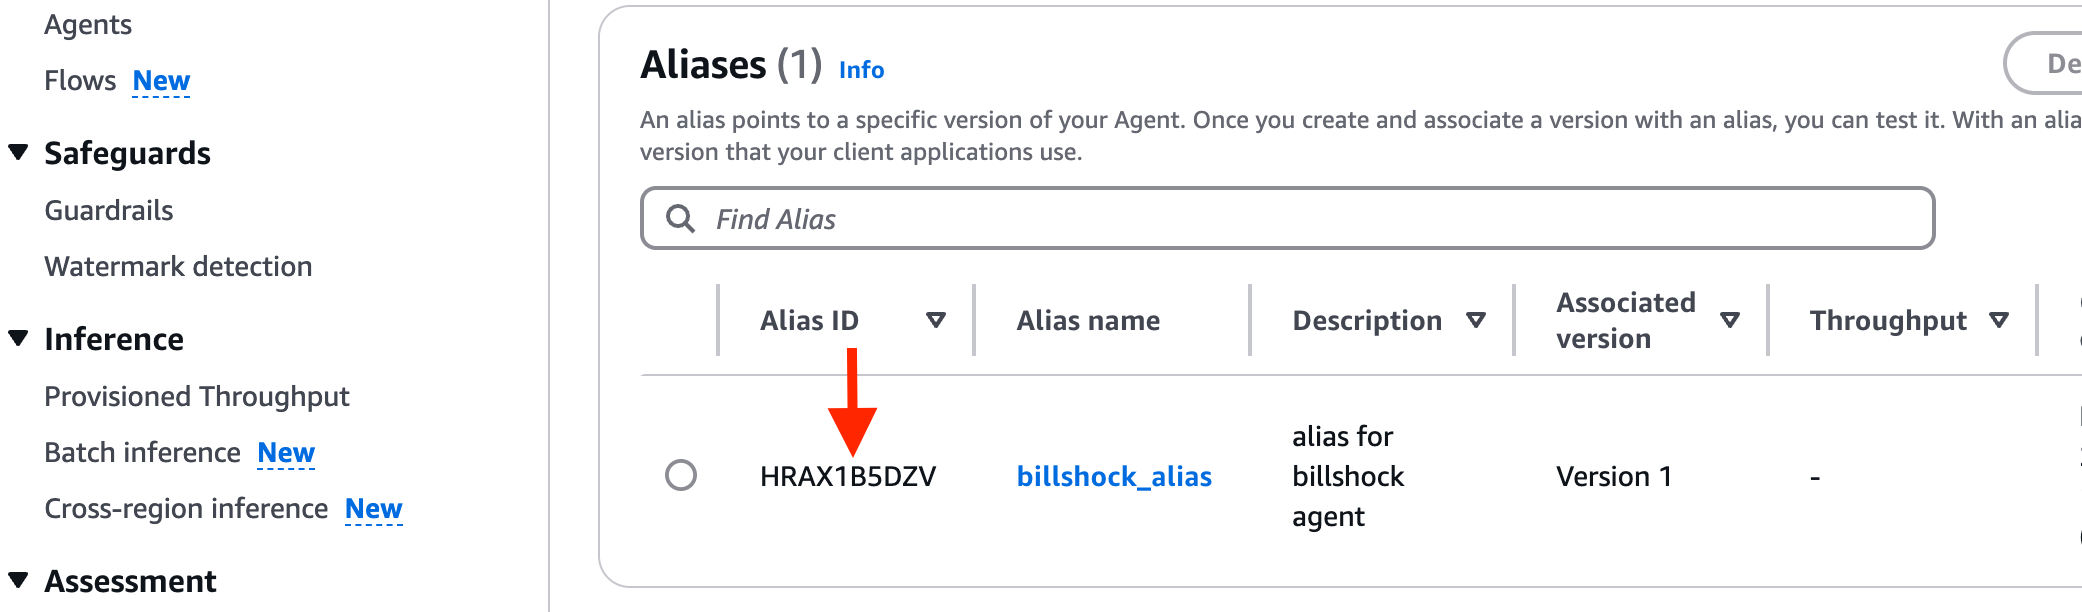 Agents
Flows New
Safeguards
Guardrails
Watermark detection
Inference
Provisioned Throughput
Batch inference New
Cross-region inference New
Assessment
Aliases (1) Info
An alias points to a specific version of your Agent. Once you create and associate a version with an alias, you can test it. With an
version that your client applications use.
Find Alias
Alias ID
Alias name
Description
Associated
version
Throughput
HRAX1B5DZV
billshock_alias
alias for
billshock
agent
Version 1
-